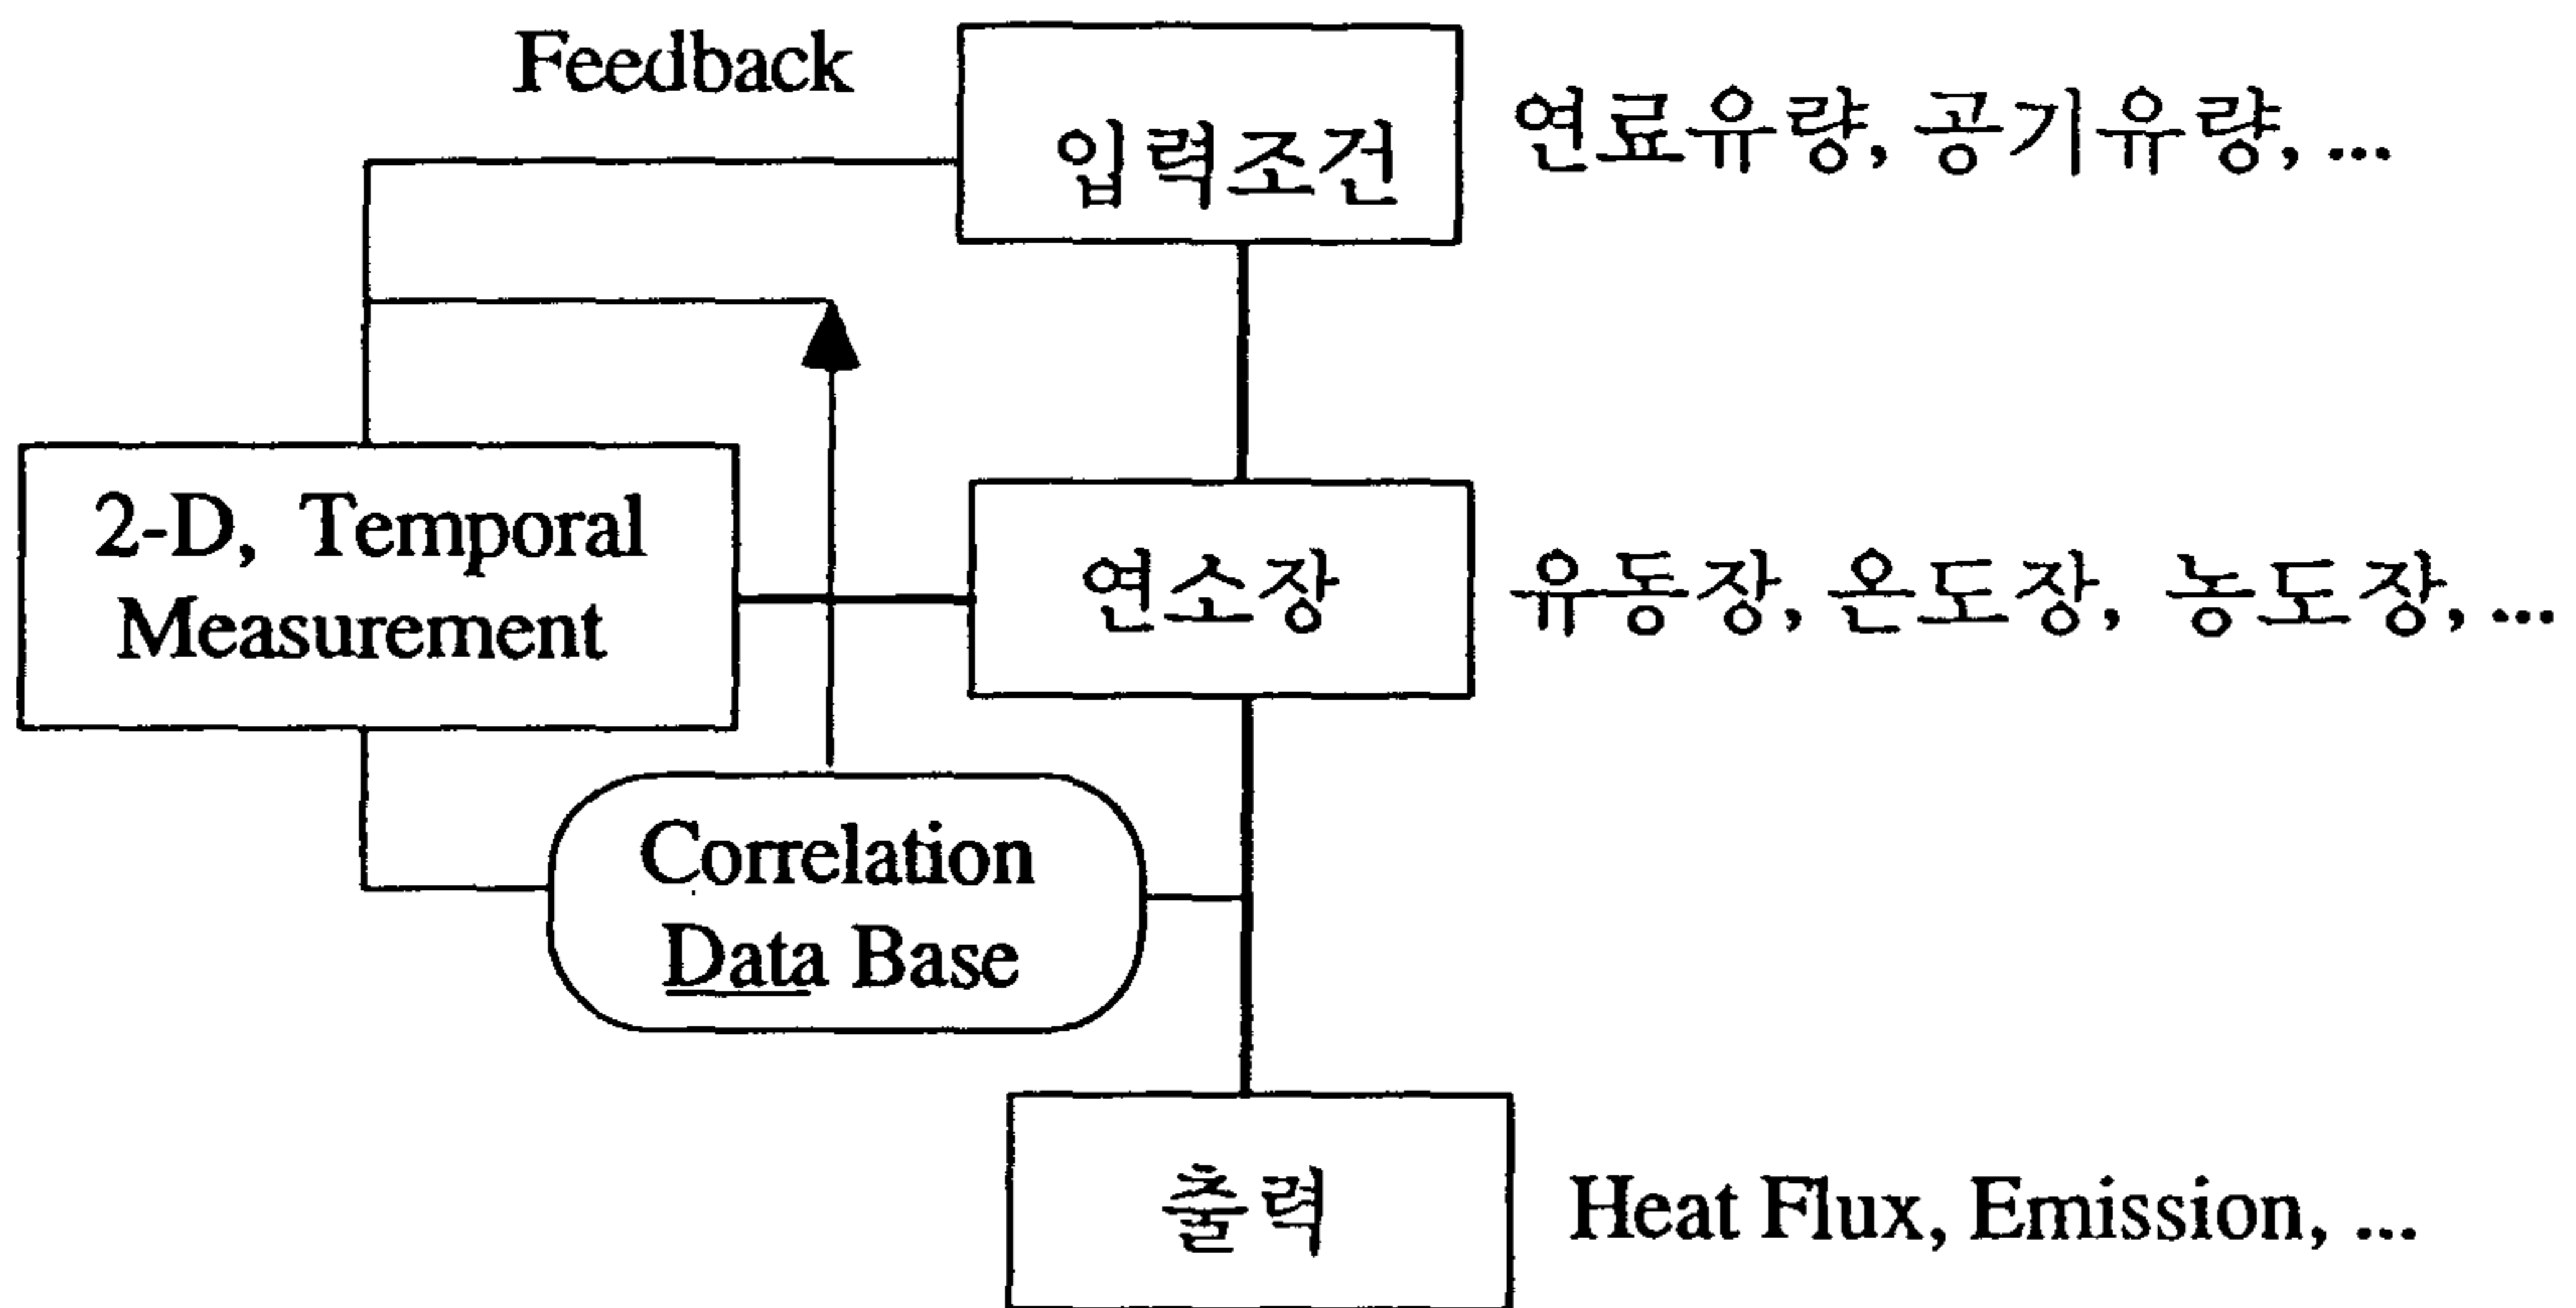 Feedback
입력조건
연료유량, 공기유량, ...
2-D, Temporal
Measurement
연소장
유동장, 온도장, 농도장, ...
Correlation
Data Base
출력
Heat Flux, Emission, ...